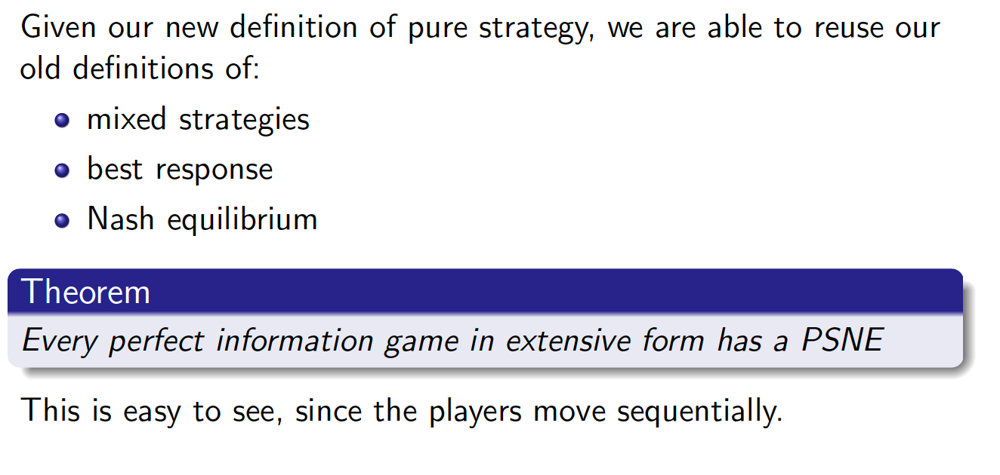 Given our new definition of pure strategy, we are able to reuse our
old definitions of:
mixed strategies
best response
Nash equilibrium
Theorem
Every perfect information game in extensive form has a PSNE
This is easy to see, since the players move sequentially.